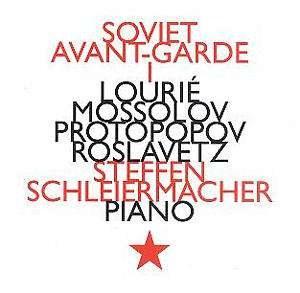 SOVIET
AVANT-GARDE
I
LOURIÉ
MOSSOLOV
PROTOPOPOV
ROSLAVETZ
STEFFEN
SCHLEIERMACHER
PIANO